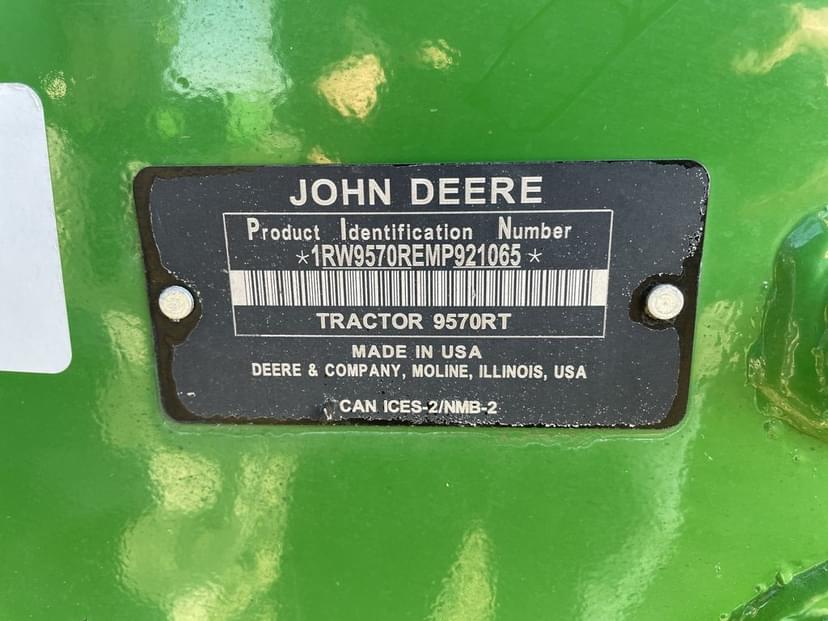 JOHN DEERE
Product Identification Number
*1RW9570REMP921065*
TRACTOR 9570RT
MADE IN USA
DEERE & COMPANY, MOLINE, ILLINOIS, USA
CAN ICES-2/NMB-2